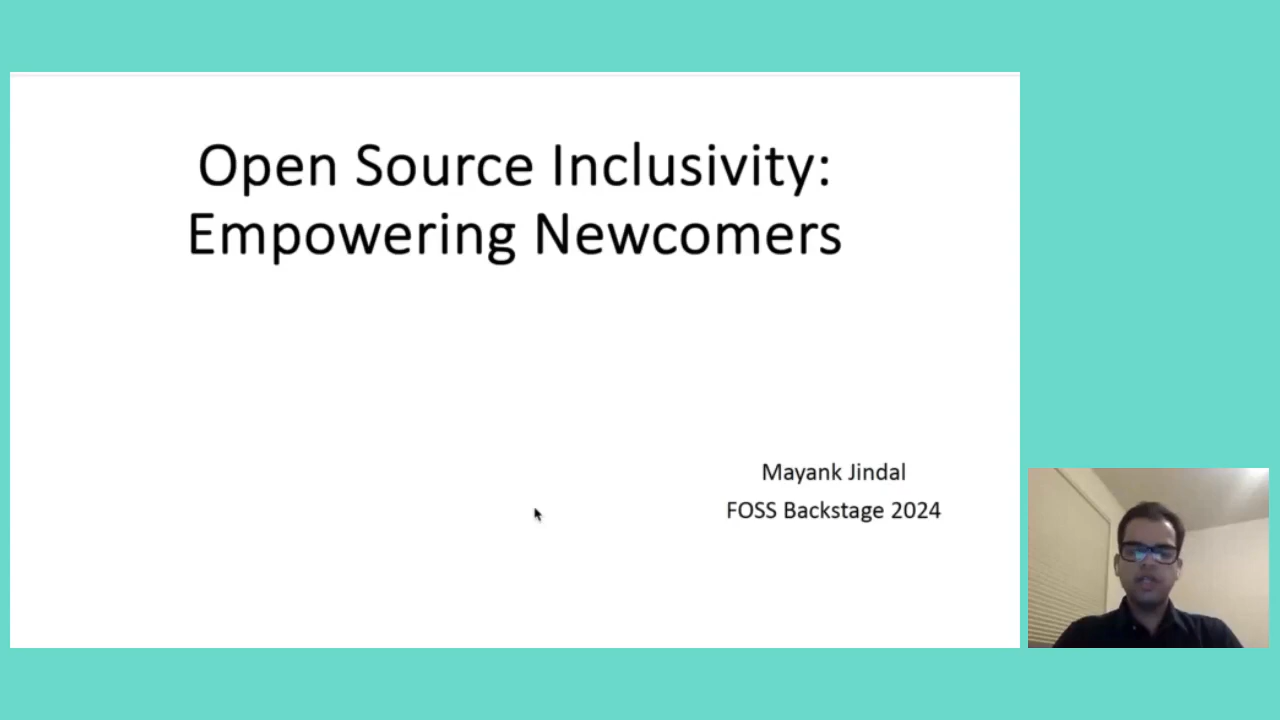 Open Source Inclusivity:
Empowering Newcomers
Mayank Jindal
FOSS Backstage 2024